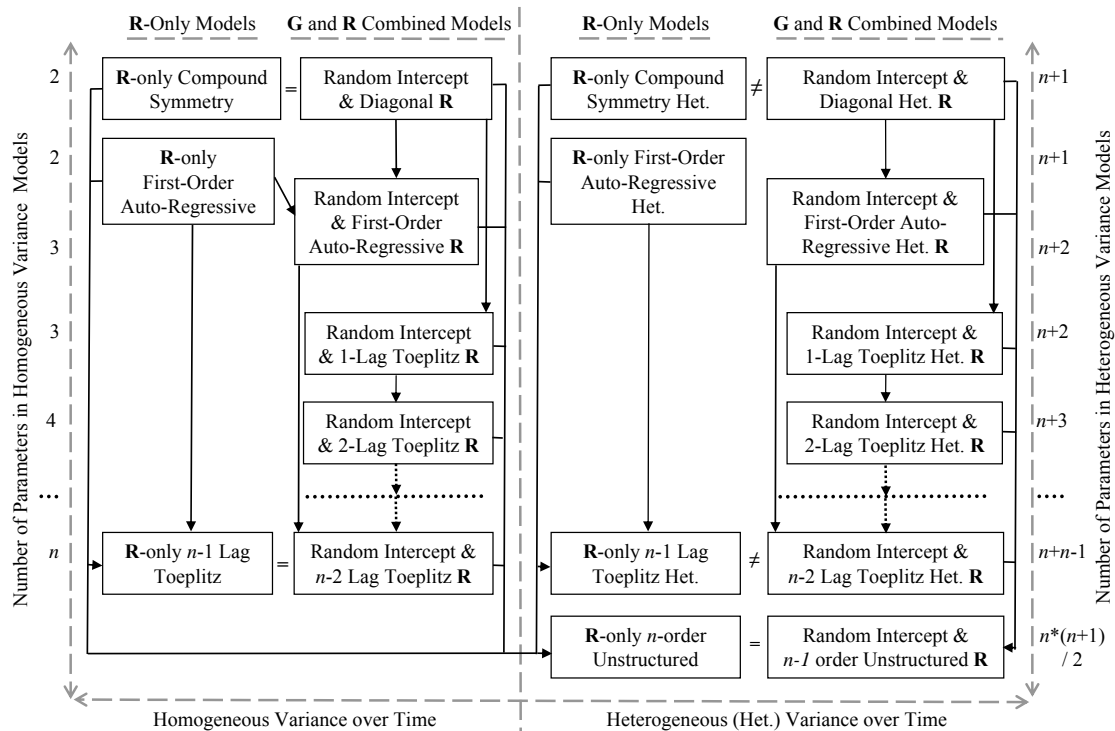 R-Only Models
G and R Combined Models
R-Only Models
G and R Combined Models
Number of Parameters in Homogeneous Variance Models
2
2
3
3
4
....
n
R-only Compound
Symmetry
=
Random Intercept
& Diagonal R
R-only
First-Order
Auto-Regressive
Random Intercept
& First-Order
Auto-Regressive R
Random Intercept
& 1-Lag Toeplitz R
Random Intercept
& 2-Lag Toeplitz R
R-only n-1 Lag
Toeplitz
=
Random Intercept &
n-2 Lag Toeplitz R
R-only Compound
Symmetry Het.
≠
Random Intercept &
Diagonal Het. R
R-only First-Order
Auto-Regressive
Het.
Random Intercept
& First-Order Auto-
Regressive Het. R
Random Intercept &
1-Lag Toeplitz Het. R
Random Intercept &
2-Lag Toeplitz Het. R
R-only n-1 Lag
Toeplitz Het.
≠
Random Intercept &
n-2 Lag Toeplitz Het. R
R-only n-order
Unstructured
=
Random Intercept &
n-1 order Unstructured R
n+1
n+1
n+2
n+2
n+3
....
n+n-1
n*(n+1)
/ 2
Number of Parameters in Heterogeneous Variance Models
Homogeneous Variance over Time
Heterogeneous (Het.) Variance over Time